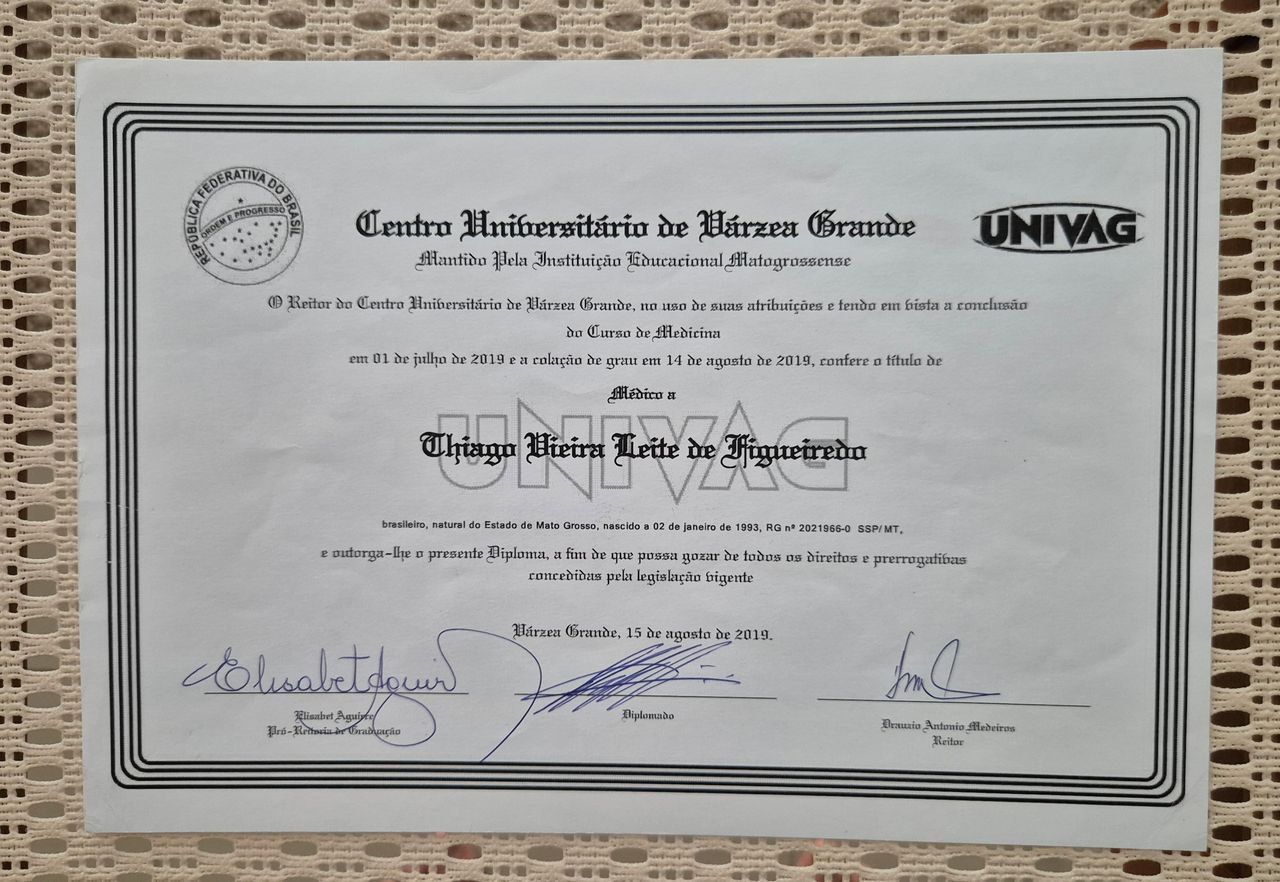 REPÚBLICA FEDERATIVA DO BRASIL
ORDEM E PROGRESSO
Centro Universitário de Várzea Grande
UNIVAG
Mantido Pela Instituição Educacional Matogrossense
O Reitor do Centro Universitário de Várzea Grande, no uso de suas atribuições e tendo em vista a conclusão
do Curso de Medicina
em 01 de julho de 2019 e a colação de grau em 14 de agosto de 2019, confere o título de
Médico a
UNIVAG
Thiago Vieira Leite de Figueiredo
brasileiro, natural do Estado de Mato Grosso, nascido a 02 de janeiro de 1993, RG nº 2021966-0 SSP/MT,
e outorga-lhe o presente Diploma, a fim de que possa gozar de todos os direitos e prerrogativas
concedidas pela legislação vigente
Várzea Grande, 15 de agosto de 2019.
Elisabet Aguirre
Pró-Reitoria de Graduação
Diplomado
Drauzio Antonio Medeiros
Reitor